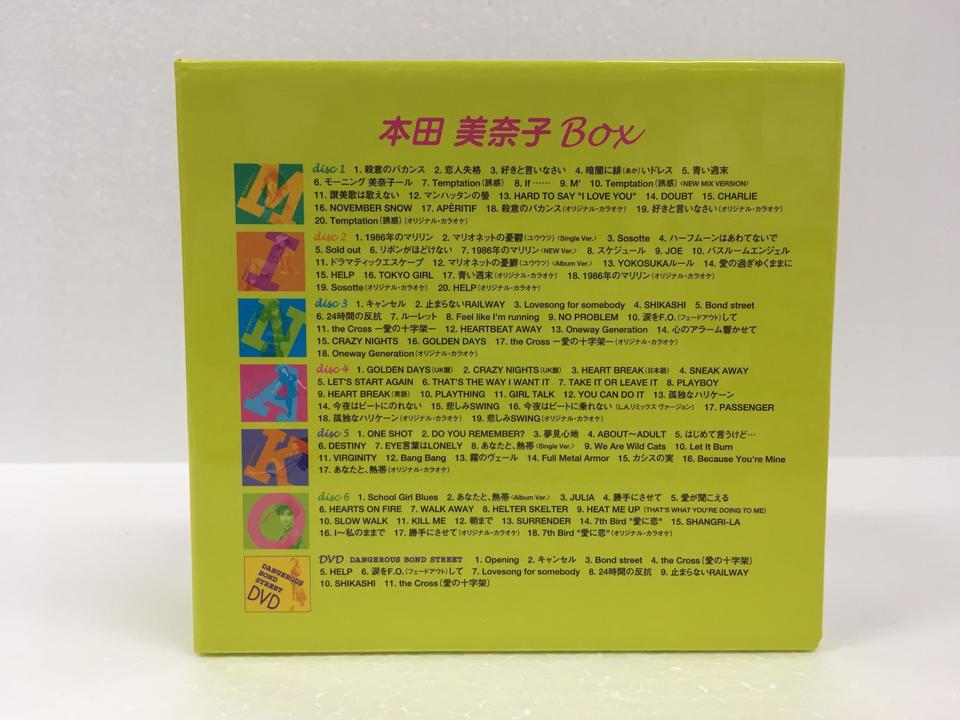 本田 美奈子 Box
M
disc 1 1. 殺意のバカンス 2. 恋人失格 3. 好きと言いなさい 4. 暗闇に緋(あか)いドレス 5. 青い週末
6. モーニング 美奈子ール 7. Temptation(誘惑) 8. If …… 9. M' 10. Temptation(誘惑)〈NEW MIX VERSION〉
11. 讃美歌は歌えない 12. マンハッタンの蛍 13. HARD TO SAY "I LOVE YOU" 14. DOUBT 15. CHARLIE
16. NOVEMBER SNOW 17. APÈRITIF 18. 殺意のバカンス(オリジナル・カラオケ) 19. 好きと言いなさい(オリジナル・カラオケ)
20. Temptation(誘惑)(オリジナル・カラオケ)
I
disc 2 1. 1986年のマリリン 2. マリオネットの憂鬱(ユウウツ)〈Single Ver.〉 3. Sosotte 4. ハーフムーンはあわてないで
5. Sold out 6. リボンがほどけない 7. 1986年のマリリン〈NEW Ver.〉 8. スケジュール 9. JOE 10. バスルームエンジェル
11. ドラマティックエスケープ 12. マリオネットの憂鬱(ユウウツ)〈Album Ver.〉 13. YOKOSUKAルール 14. 愛の過ぎゆくままに
15. HELP 16. TOKYO GIRL 17. 青い週末(オリジナル・カラオケ) 18. 1986年のマリリン(オリジナル・カラオケ)
19. Sosotte(オリジナル・カラオケ) 20. HELP(オリジナル・カラオケ)
N
disc 3 1. キャンセル 2. 止まらないRAILWAY 3. Lovesong for somebody 4. SHIKASHI 5. Bond street
6. 24時間の反抗 7. ルーレット 8. Feel like I'm running 9. NO PROBLEM 10. 涙をF.O.(フェードアウト)して
11. the Cross ー愛の十字架ー 12. HEARTBEAT AWAY 13. Oneway Generation 14. 心のアラーム響かせて
15. CRAZY NIGHTS 16. GOLDEN DAYS 17. the Cross ー愛の十字架ー(オリジナル・カラオケ)
18. Oneway Generation(オリジナル・カラオケ)
A
disc 4 1. GOLDEN DAYS(UK盤) 2. CRAZY NIGHTS(UK盤) 3. HEART BREAK(日本語) 4. SNEAK AWAY
5. LET'S START AGAIN 6. THAT'S THE WAY I WANT IT 7. TAKE IT OR LEAVE IT 8. PLAYBOY
9. HEART BREAK(英語) 10. PLAYTHING 11. GIRL TALK 12. YOU CAN DO IT 13. 孤独なハリケーン
14. 今夜はビートにのれない 15. 悲しみSWING 16. 今夜はビートに乗れない (L.A.リミックス ヴァージョン) 17. PASSENGER
18. 孤独なハリケーン(オリジナル・カラオケ) 19. 悲しみSWING(オリジナル・カラオケ)
K
disc 5 1. ONE SHOT 2. DO YOU REMEMBER? 3. 夢見心地 4. ABOUT〜ADULT 5. はじめて言うけど…
6. DESTINY 7. EYE言葉はLONELY 8. あなたと、熱帯〈Single Ver.〉 9. We Are Wild Cats 10. Let It Burn
11. VIRGINITY 12. Bang Bang 13. 霧のヴェール 14. Full Metal Armor 15. カシスの実 16. Because You're Mine
17. あなたと、熱帯(オリジナル・カラオケ)
O
disc 6 1. School Girl Blues 2. あなたと、熱帯〈Album Ver.〉 3. JULIA 4. 勝手にさせて 5. 愛が聞こえる
6. HEARTS ON FIRE 7. WALK AWAY 8. HELTER SKELTER 9. HEAT ME UP (THAT'S WHAT YOU'RE DOING TO ME)
10. SLOW WALK 11. KILL ME 12. 朝まで 13. SURRENDER 14. 7th Bird "愛に恋" 15. SHANGRI-LA
16. I〜私のままで 17. 勝手にさせて(オリジナル・カラオケ) 18. 7th Bird "愛に恋"(オリジナル・カラオケ)
DANGEROUS
BOND
STREET
DVD
DVD DANGEROUS BOND STREET 1. Opening 2. キャンセル 3. Bond street 4. the Cross(愛の十字架)
5. HELP 6. 涙をF.O.(フェードアウト)して 7. Lovesong for somebody 8. 24時間の反抗 9. 止まらないRAILWAY
10. SHIKASHI 11. the Cross(愛の十字架)